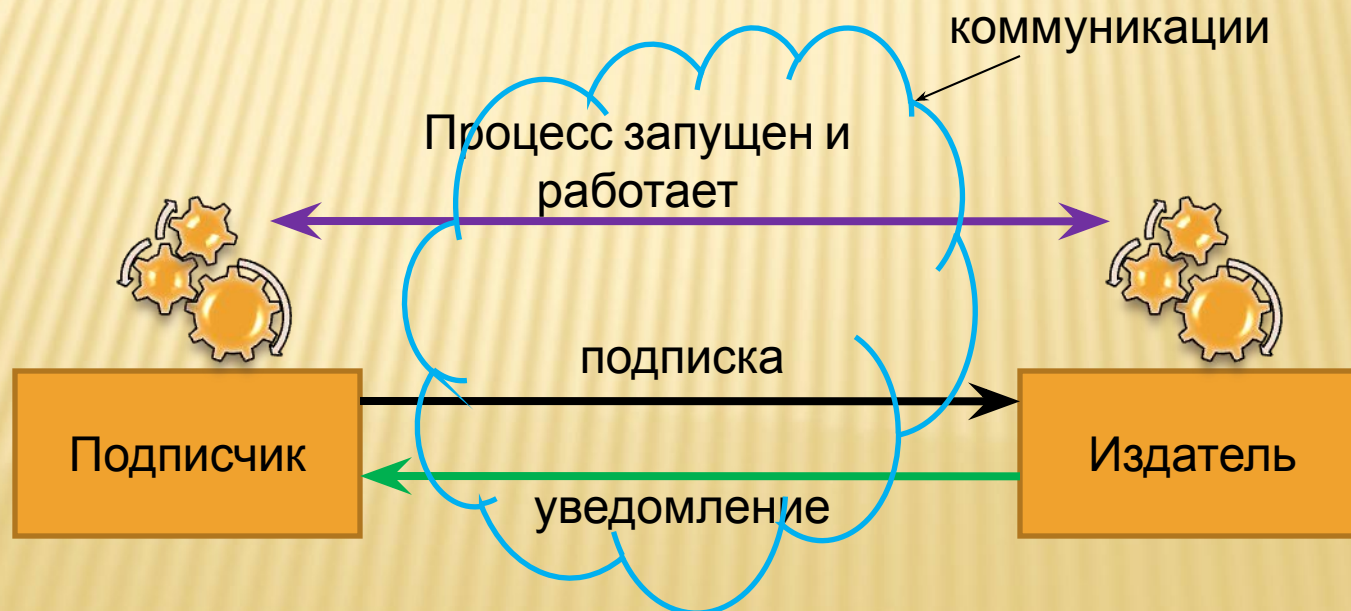 коммуникации
Процесс запущен и
работает
подписка
Подписчик
Издатель
уведомление